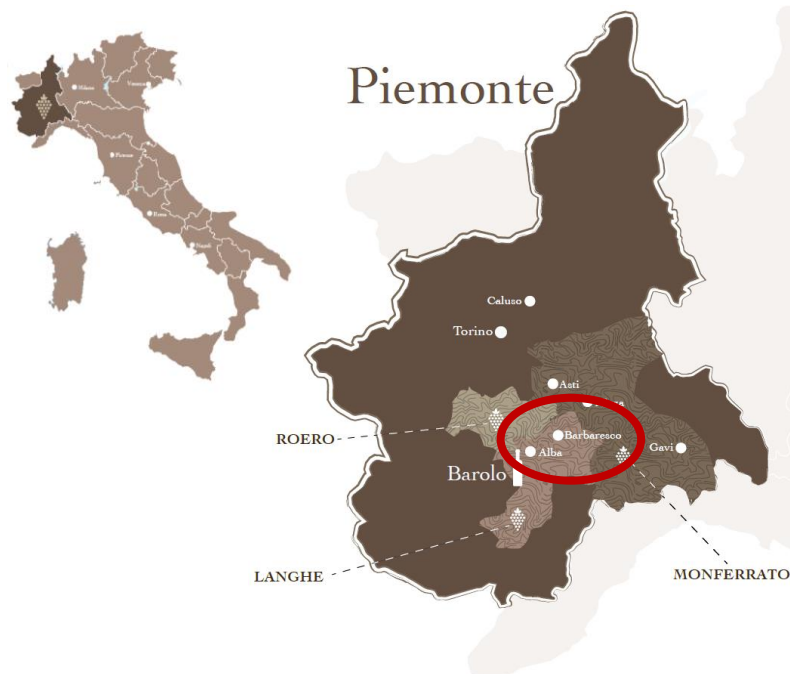 Piemonte
Milano
Venezia
Firenze
Roma
Napoli
Caluso
Torino
Asti
ROERO
Barbaresco
Alba
Gavi
Barolo
LANGHE
MONFERRATO